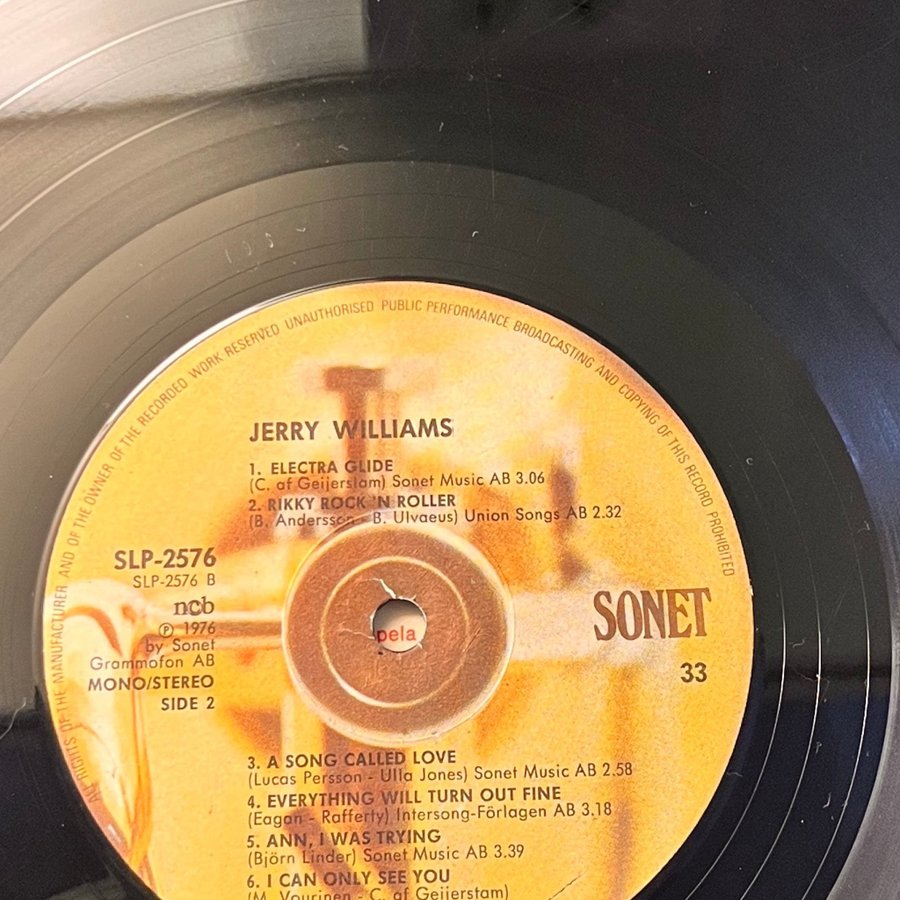 ALL RIGHTS OF THE MANUFACTURER AND OF THE OWNER OF THE RECORDED WORK RESERVED UNAUTHORISED PUBLIC PERFORMANCE BROADCASTING AND COPYING OF THIS RECORD PROHIBITED
JERRY WILLIAMS
1. ELECTRA GLIDE
(C. af Geijerstam) Sonet Music AB 3.06
2. RIKKY ROCK 'N ROLLER
(B. Andersson - B. Ulvaeus) Union Songs AB 2.32
SLP-2576
SLP-2576 B
ncb
Ⓟ 1976
by Sonet
Grammofon AB
MONO/STEREO
SIDE 2
pela
SONET
33
3. A SONG CALLED LOVE
(Lucas Persson - Ulla Jones) Sonet Music AB 2.58
4. EVERYTHING WILL TURN OUT FINE
(Eagan - Rafferty) Intersong-Förlagen AB 3.18
5. ANN, I WAS TRYING
(Björn Linder) Sonet Music AB 3.39
6. I CAN ONLY SEE YOU
(M. Vourinen - C. af Geijerstam)